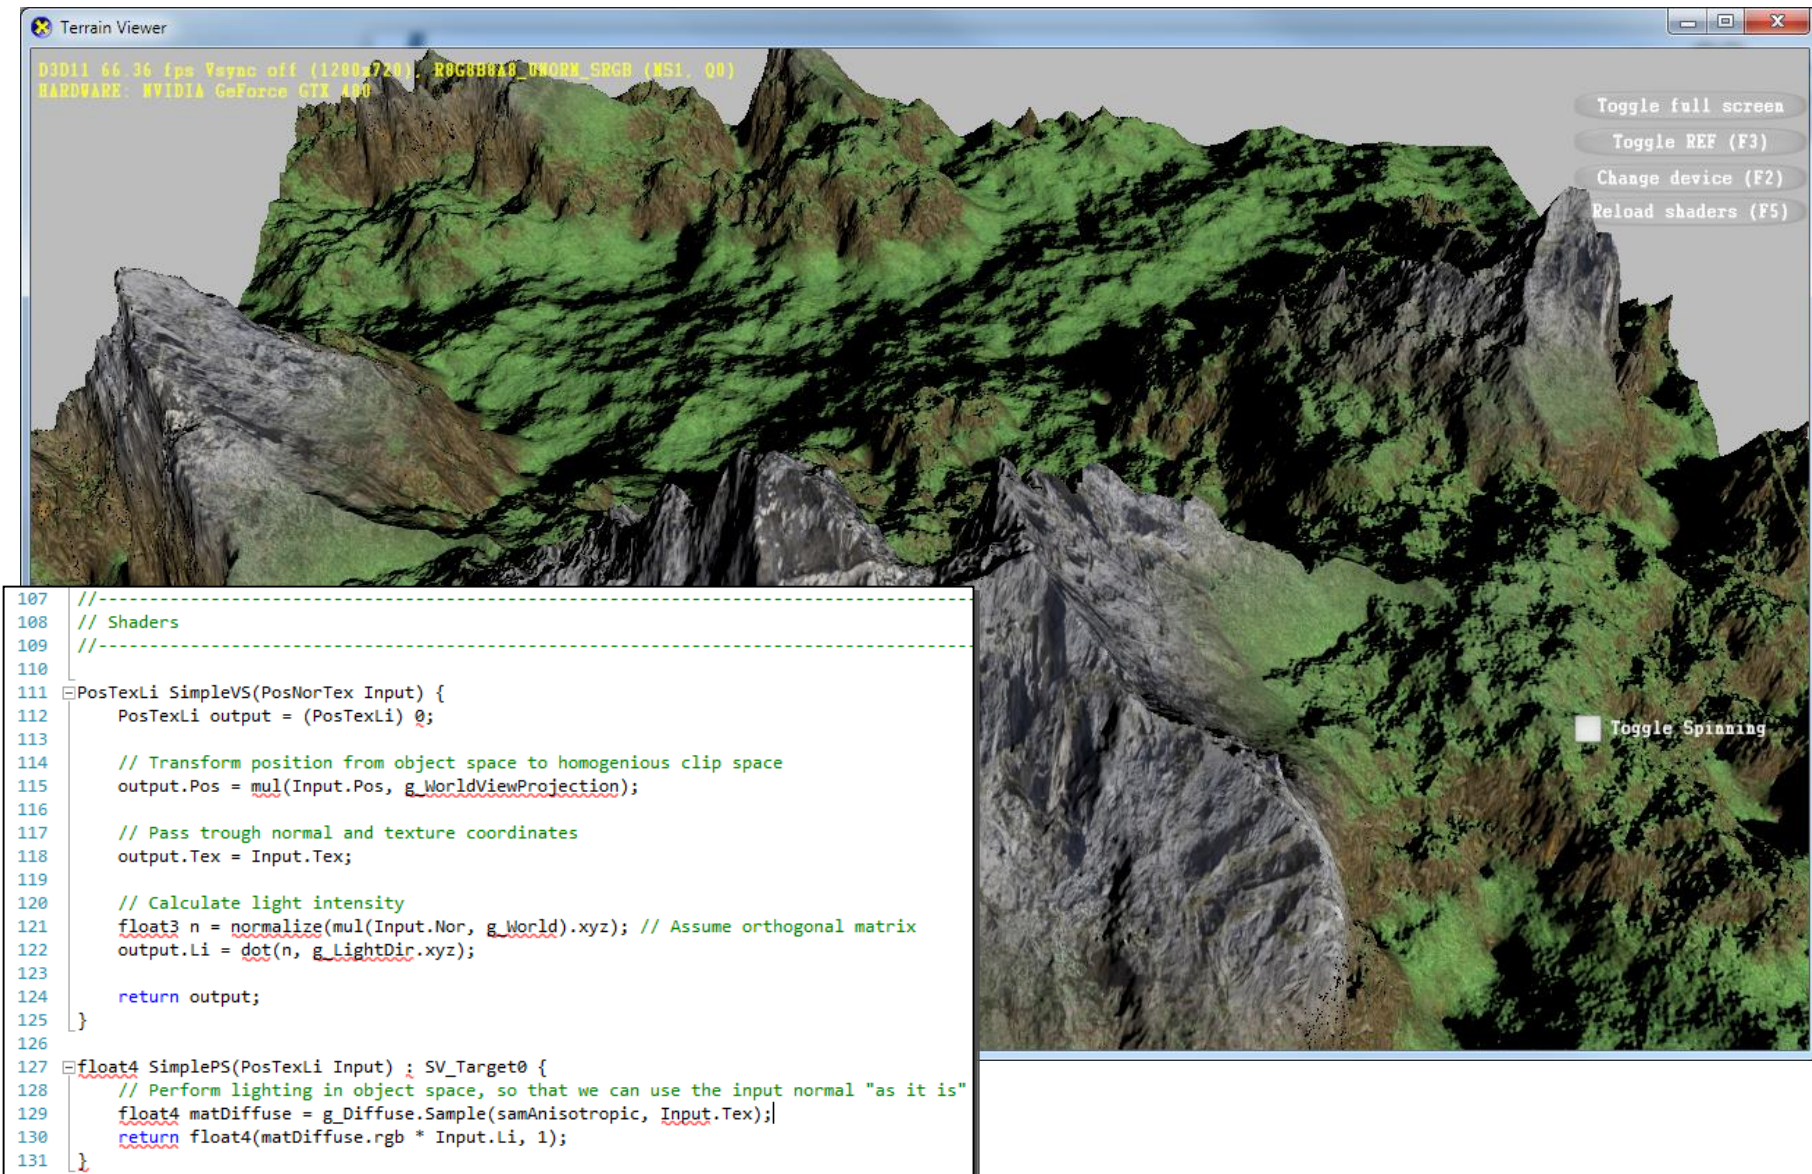 Terrain Viewer
D3D11 66.36 fps Vsync off (1280x720), R8G8B8A8_UNORM_SRGB (MS1, Q0)
HARDWARE: NVIDIA GeForce GTX 480
Toggle full screen
Toggle REF (F3)
Change device (F2)
Reload shaders (F5)
Toggle Spinning
107 //------------------------------------------------------------------------------------
108 // Shaders
109 //------------------------------------------------------------------------------------
110
111 PosTexLi SimpleVS(PosNorTex Input) {
112 PosTexLi output = (PosTexLi) 0;
113
114 // Transform position from object space to homogenious clip space
115 output.Pos = mul(Input.Pos, g_WorldViewProjection);
116
117 // Pass trough normal and texture coordinates
118 output.Tex = Input.Tex;
119
120 // Calculate light intensity
121 float3 n = normalize(mul(Input.Nor, g_World).xyz); // Assume orthogonal matrix
122 output.Li = dot(n, g_LightDir.xyz);
123
124 return output;
125 }
126
127 float4 SimplePS(PosTexLi Input) : SV_Target0 {
128 // Perform lighting in object space, so that we can use the input normal "as it is"
129 float4 matDiffuse = g_Diffuse.Sample(samAnisotropic, Input.Tex);
130 return float4(matDiffuse.rgb * Input.Li, 1);
131 }